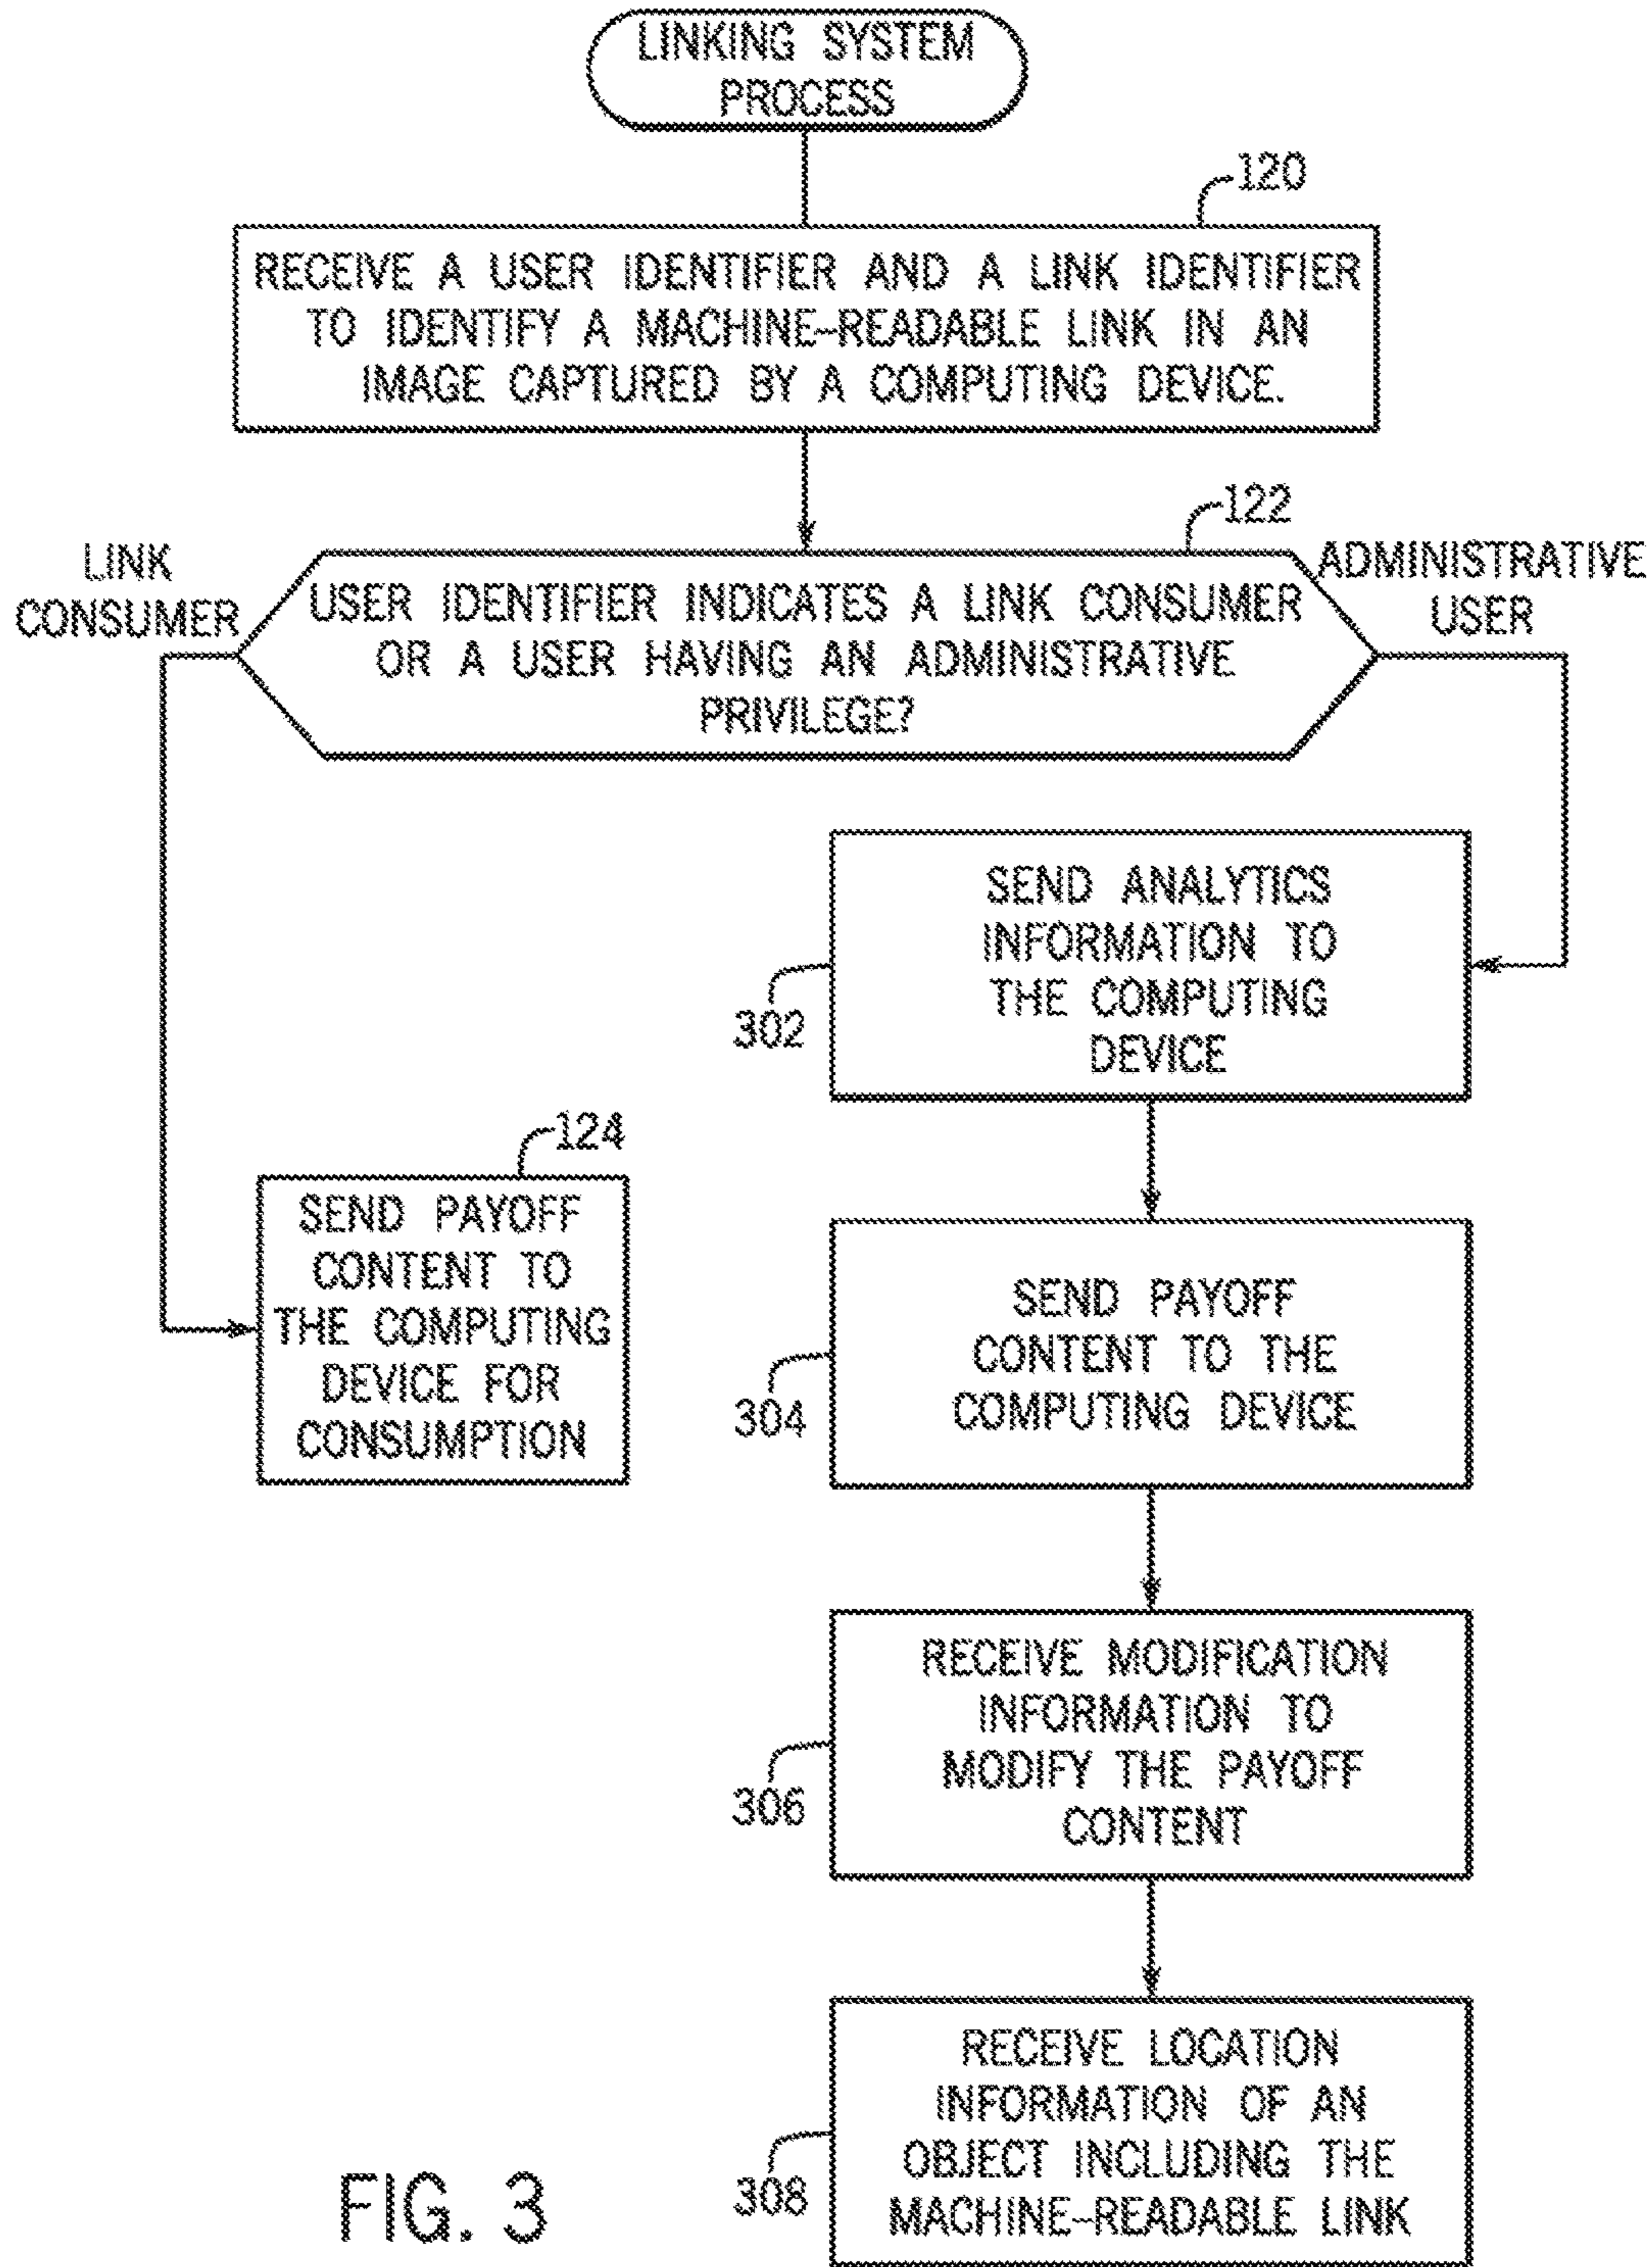 LINKING SYSTEM
PROCESS
120
RECEIVE A USER IDENTIFIER AND A LINK IDENTIFIER
TO IDENTIFY A MACHINE-READABLE LINK IN AN
IMAGE CAPTURED BY A COMPUTING DEVICE.
122
LINK
CONSUMER
USER IDENTIFIER INDICATES A LINK CONSUMER
OR A USER HAVING AN ADMINISTRATIVE
PRIVILEGE?
ADMINISTRATIVE
USER
SEND ANALYTICS
INFORMATION TO
THE COMPUTING
DEVICE
302
124
SEND PAYOFF
CONTENT TO
THE COMPUTING
DEVICE FOR
CONSUMPTION
SEND PAYOFF
CONTENT TO THE
COMPUTING DEVICE
304
RECEIVE MODIFICATION
INFORMATION TO
MODIFY THE PAYOFF
CONTENT
306
RECEIVE LOCATION
INFORMATION OF AN
OBJECT INCLUDING THE
MACHINE-READABLE LINK
308
FIG. 3